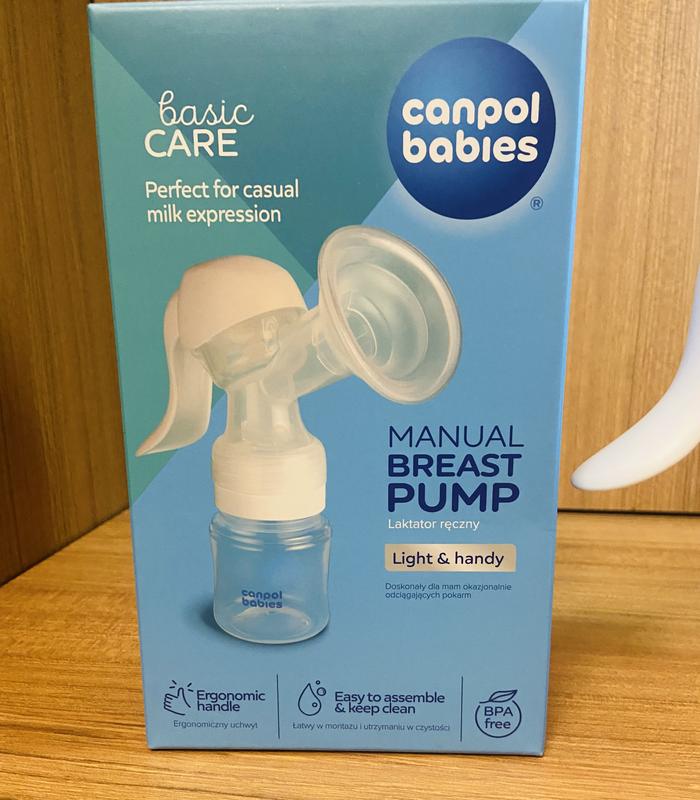 basic
CARE
Perfect for casual
milk expression
canpol
babies
®
MANUAL
BREAST
PUMP
Laktator ręczny
Light & handy
Doskonały dla mam okazjonalnie
odciągających pokarm
canpol
babies
Ergonomic
handle
Ergonomiczny uchwyt
Easy to assemble
& keep clean
Łatwy w montażu i utrzymaniu w czystości
BPA
free